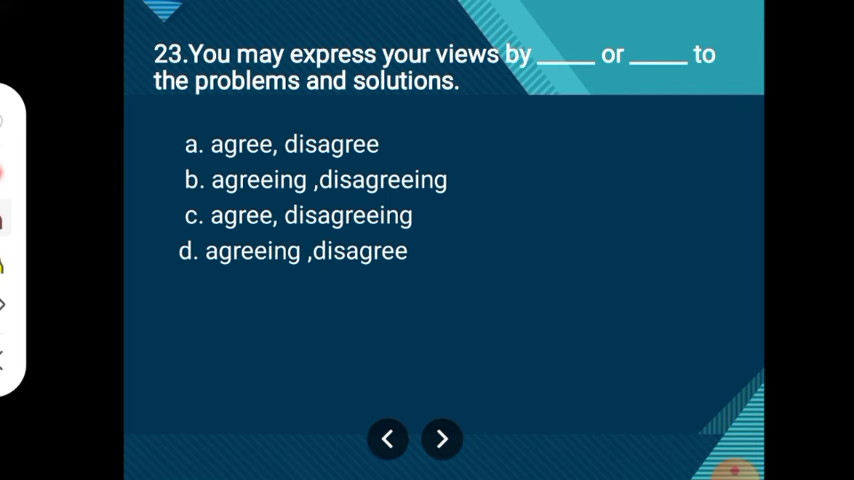 23.You may express your views by _____ or _____ to
the problems and solutions.
a. agree, disagree
b. agreeing ,disagreeing
c. agree, disagreeing
d. agreeing ,disagree